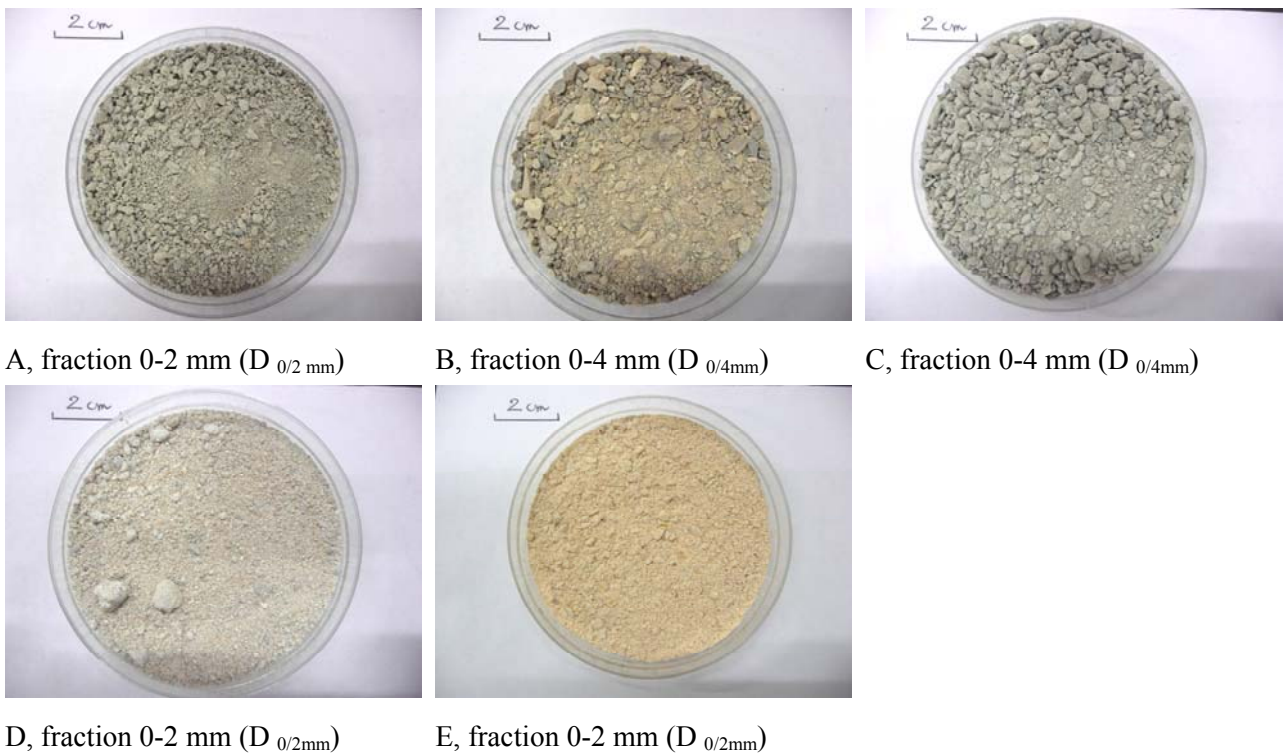 2 cm
2 cm
2 cm
A, fraction 0-2 mm (D 0/2 mm)
B, fraction 0-4 mm (D 0/4mm)
C, fraction 0-4 mm (D 0/4mm)
2 cm
2 cm
D, fraction 0-2 mm (D 0/2mm)
E, fraction 0-2 mm (D 0/2mm)